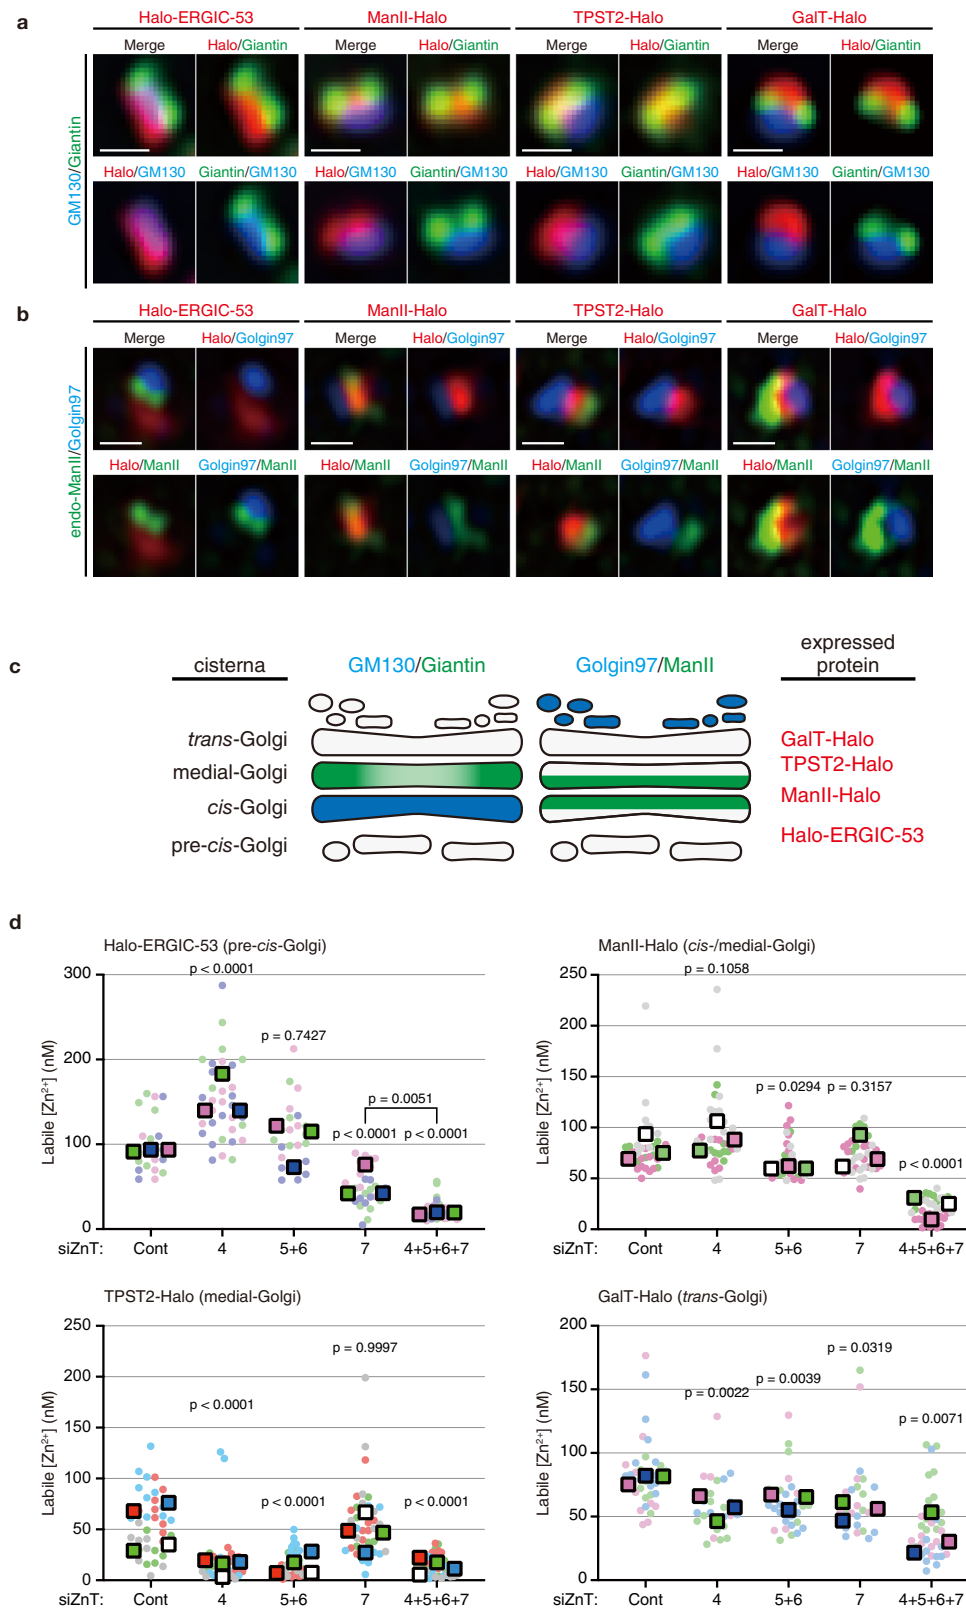 a
Halo-ERGIC-53 ManII-Halo TPST2-Halo GalT-Halo
Merge Halo/Giantin Merge Halo/Giantin Merge Halo/Giantin Merge Halo/Giantin
GM130/Giantin
Halo/GM130 Giantin/GM130 Halo/GM130 Giantin/GM130 Halo/GM130 Giantin/GM130 Halo/GM130 Giantin/GM130
b
Halo-ERGIC-53 ManII-Halo TPST2-Halo GalT-Halo
Merge Halo/Golgin97 Merge Halo/Golgin97 Merge Halo/Golgin97 Merge Halo/Golgin97
endo-ManII/Golgin97
Halo/ManII Golgin97/ManII Halo/ManII Golgin97/ManII Halo/ManII Golgin97/ManII Halo/ManII Golgin97/ManII
c
cisterna GM130/Giantin Golgin97/ManII expressed
protein
trans-Golgi GalT-Halo
medial-Golgi TPST2-Halo
cis-Golgi ManII-Halo
pre-cis-Golgi Halo-ERGIC-53
d
Halo-ERGIC-53 (pre-cis-Golgi)
Labile [Zn²⁺] (nM)
300
200
100
0
p < 0.0001
p = 0.7427
p = 0.0051
p < 0.0001 p < 0.0001
siZnT: Cont 4 5+6 7 4+5+6+7
ManII-Halo (cis-/medial-Golgi)
Labile [Zn²⁺] (nM)
250
200
150
100
50
0
p = 0.1058
p = 0.0294 p = 0.3157
p < 0.0001
siZnT: Cont 4 5+6 7 4+5+6+7
TPST2-Halo (medial-Golgi)
Labile [Zn²⁺] (nM)
250
200
150
100
50
0
p = 0.9997
p < 0.0001
p < 0.0001 p < 0.0001
siZnT: Cont 4 5+6 7 4+5+6+7
GalT-Halo (trans-Golgi)
Labile [Zn²⁺] (nM)
200
150
100
50
0
p = 0.0319
p = 0.0039
p = 0.0022
p = 0.0071
siZnT: Cont 4 5+6 7 4+5+6+7